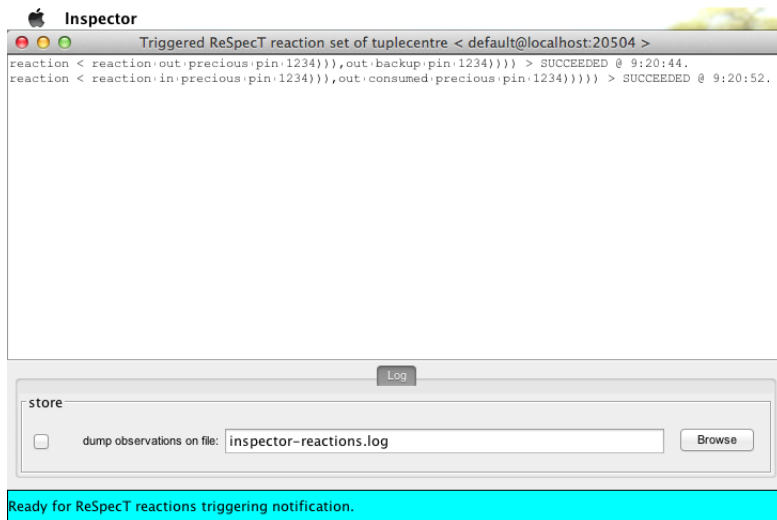 Inspector
Triggered ReSpecT reaction set of tuplecentre < default@localhost:20504 >
reaction < reaction(out(precious(pin(1234))),out(backup(pin(1234)))) > SUCCEEDED @ 9:20:44.
reaction < reaction(in(precious(pin(1234))),out(consumed(precious(pin(1234))))) > SUCCEEDED @ 9:20:52.
Log
store
dump observations on file: inspector-reactions.log Browse
Ready for ReSpecT reactions triggering notification.